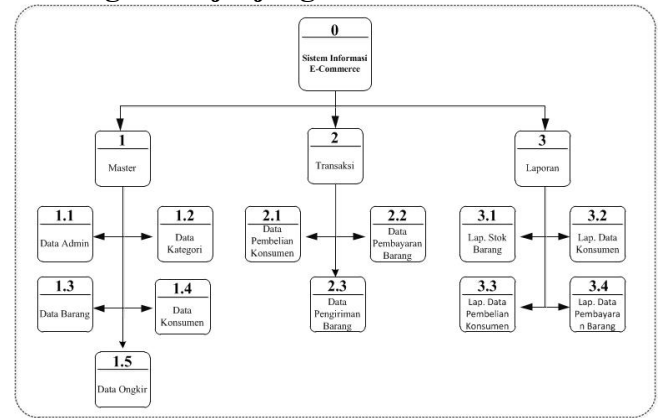 0
Sistem Informasi
E-Commerce
1
Master
2
Transaksi
3
Laporan
1.1
Data Admin
1.2
Data
Kategori
2.1
Data
Pembelian
Konsumen
2.2
Data
Pembayaran
Barang
3.1
Lap. Stok
Barang
3.2
Lap. Data
Konsumen
1.3
Data Barang
1.4
Data
Konsumen
2.3
Data
Pengiriman
Barang
3.3
Lap. Data
Pembelian
Konsumen
3.4
Lap. Data
Pembayara
n Barang
1.5
Data Ongkir